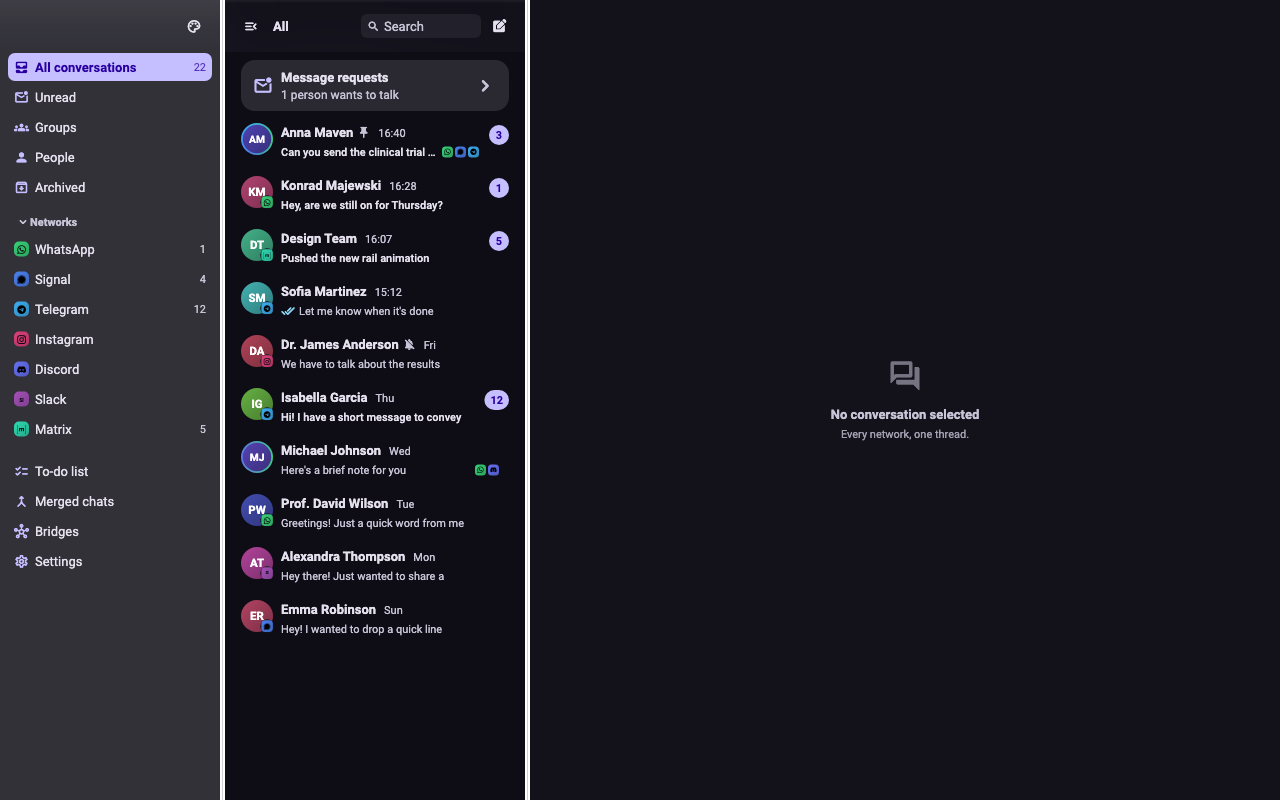 All conversations 22
Unread
Groups
People
Archived
Networks
WhatsApp 1
Signal 4
Telegram 12
Instagram
Discord
Slack
Matrix 5
To-do list
Merged chats
Bridges
Settings
All
Search
Message requests
1 person wants to talk
AM
Anna Maven 16:40
3
Can you send the clinical trial …
KM
Konrad Majewski 16:28
1
Hey, are we still on for Thursday?
DT
Design Team 16:07
5
Pushed the new rail animation
SM
Sofia Martinez 15:12
Let me know when it's done
DA
Dr. James Anderson Fri
We have to talk about the results
IG
Isabella Garcia Thu
12
Hi! I have a short message to convey
MJ
Michael Johnson Wed
Here's a brief note for you
PW
Prof. David Wilson Tue
Greetings! Just a quick word from me
AT
Alexandra Thompson Mon
Hey there! Just wanted to share a
ER
Emma Robinson Sun
Hey! I wanted to drop a quick line
No conversation selected
Every network, one thread.